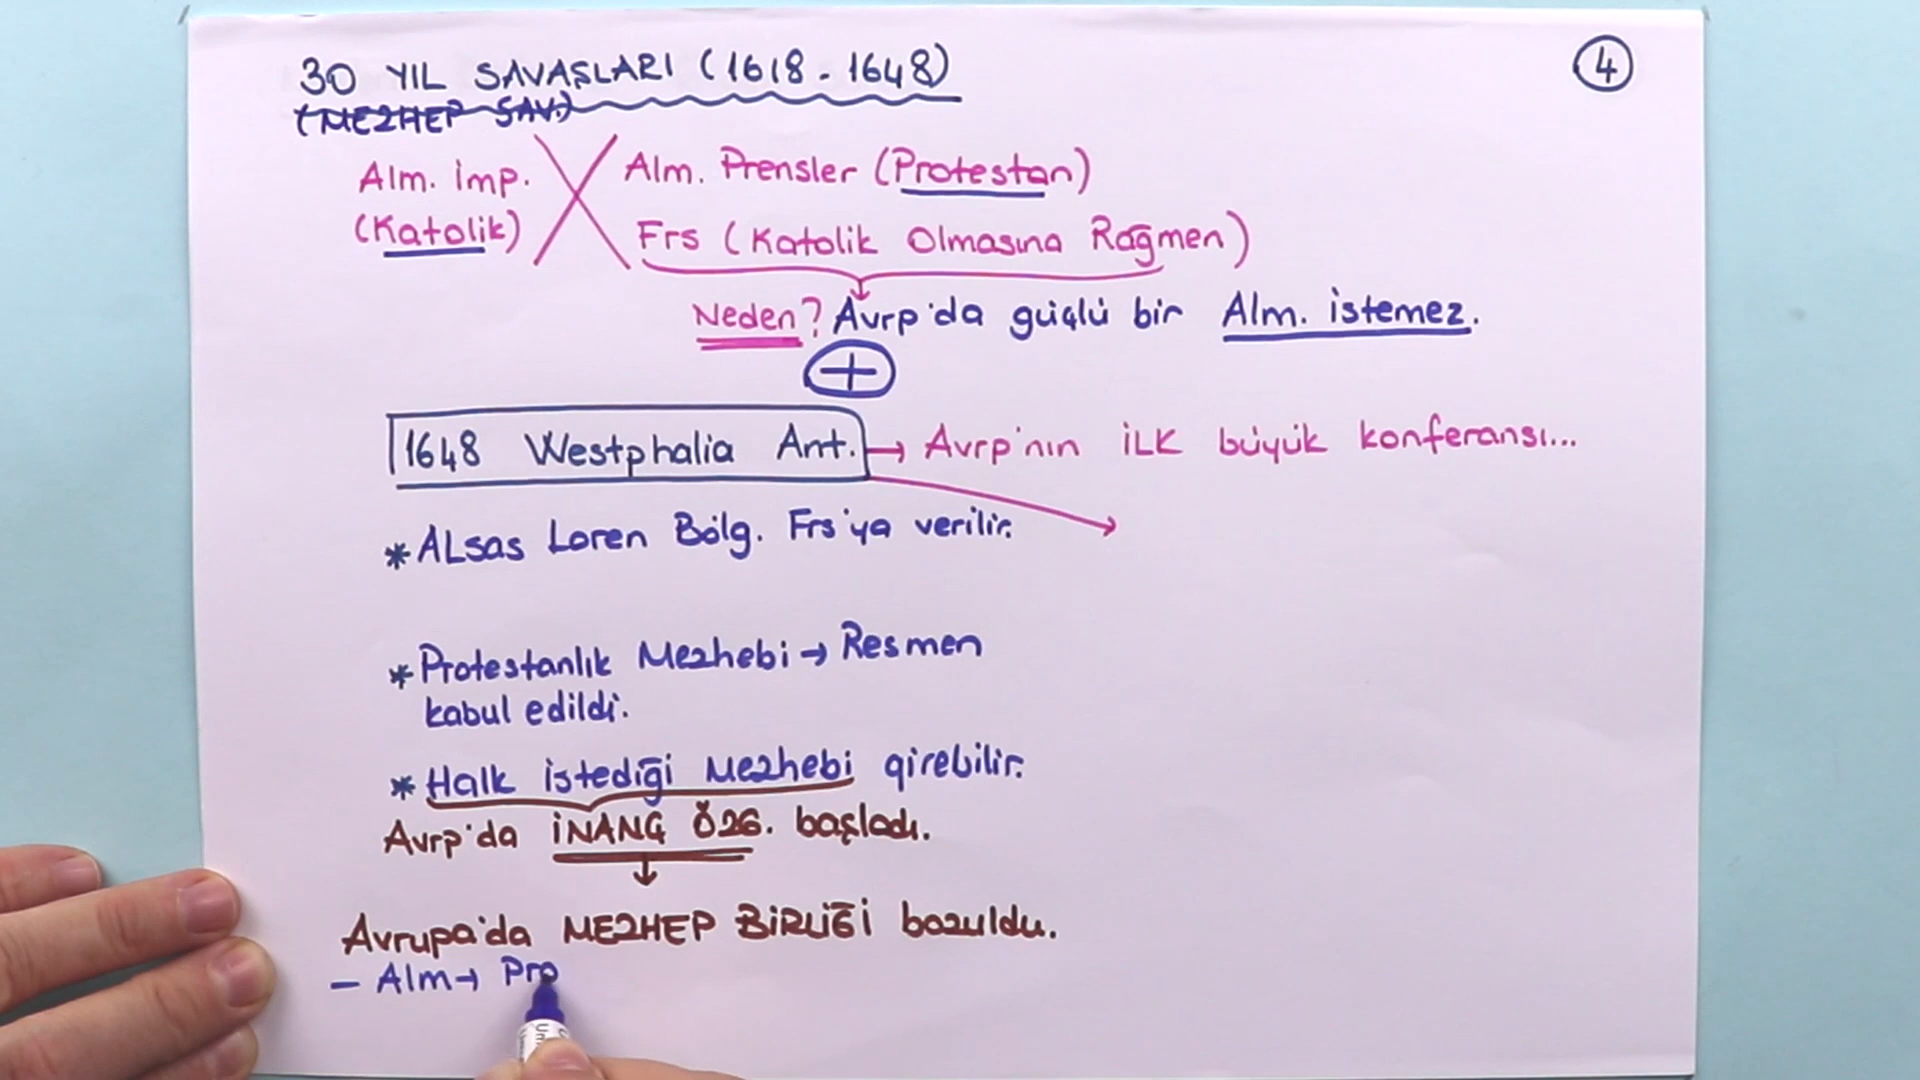 30 YIL SAVAŞLARI (1618 - 1648)
4
(MEZHEP SAV.)
Alm. İmp.
(Katolik)
Alm. Prensler (Protestan)
Frs (Katolik Olmasına Rağmen)
Neden? Avrp'da güçlü bir Alm. istemez.
+
1648 Westphalia Ant. → Avrp'nın İLK büyük konferansı...
* ALsas Loren Bölg. Frs'ya verilir.
* Protestanlık Mezhebi → Resmen
kabul edildi.
* Halk istediği Mezhebi girebilir.
Avrp'da İNANÇ ÖZG. başladı.
Avrupa'da MEZHEP BİRLİĞİ bozuldu.
- Alm → Pro